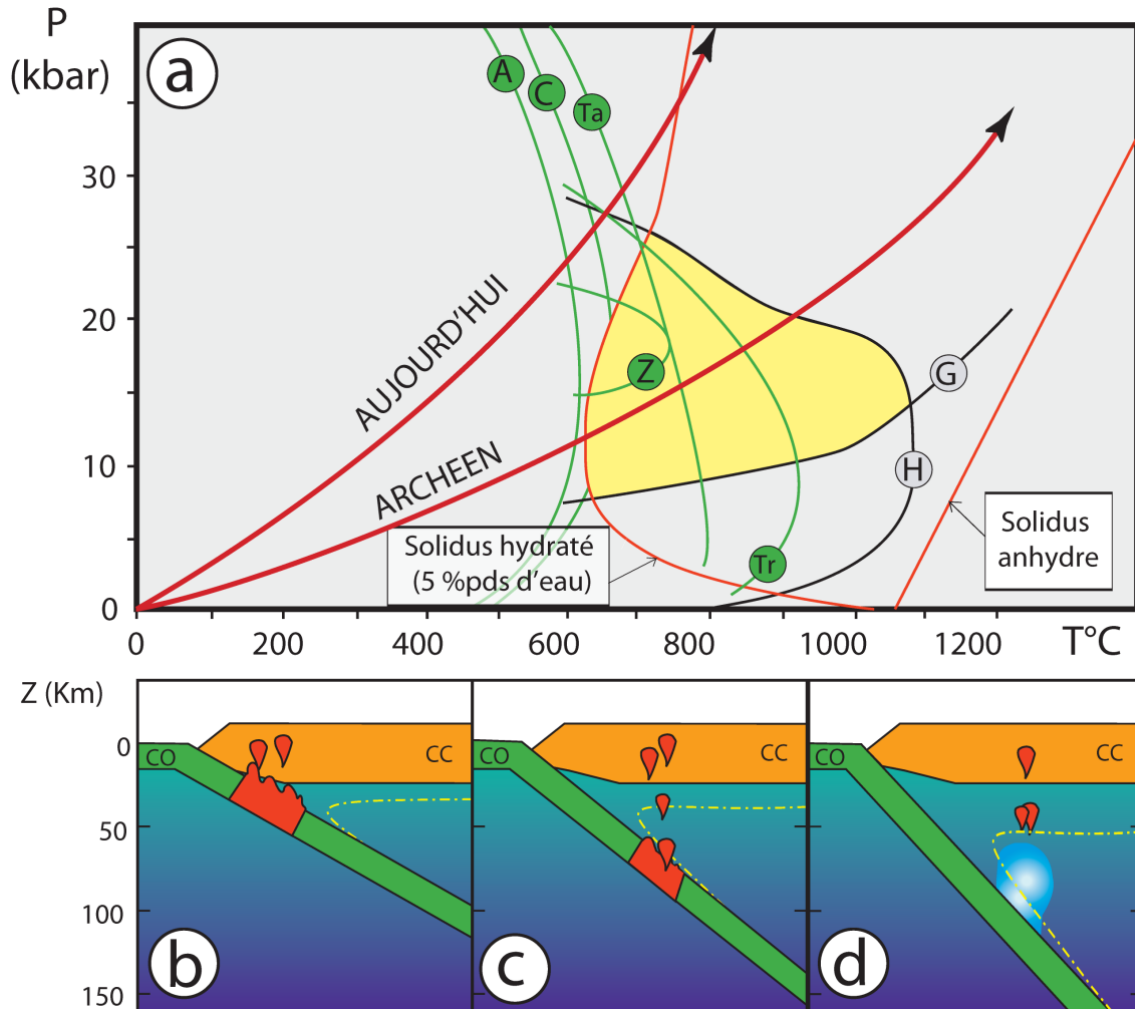 P
(kbar)
a
A
C
Ta
30
20
10
0
AUJOURD'HUI
ARCHEEN
Z
G
H
Tr
Solidus hydraté
(5 %pds d'eau)
Solidus
anhydre
0 200 400 600 800 1000 1200 T°C
Z (Km)
0
50
100
150
CO CC
b
CO CC
c
CO CC
d